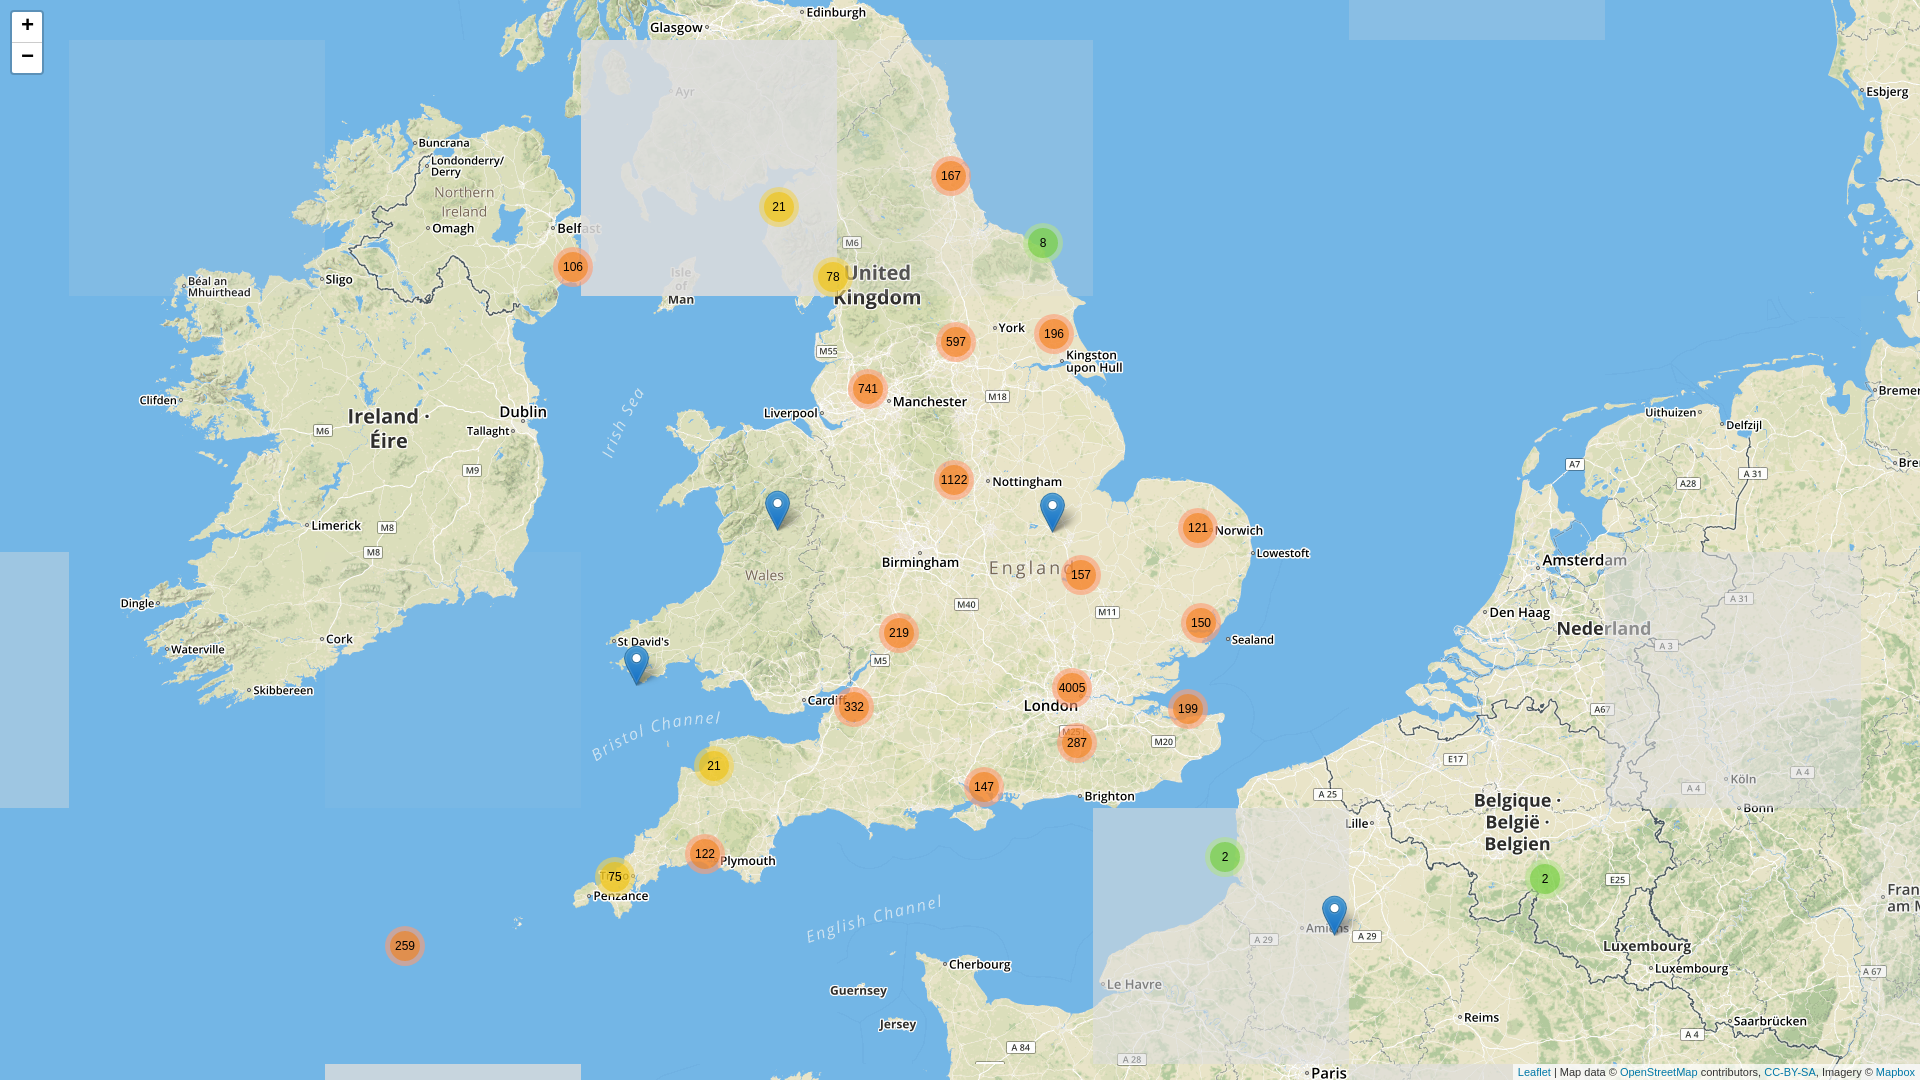 +
−
Glasgow
Edinburgh
Ayr
Esbjerg
Buncrana
Londonderry/
Derry
Northern
Ireland
Omagh
Belfast
167
21
8
M6
106
78
United
Kingdom
Isle
of
Man
Sligo
Béal an
Mhuirthead
York
196
597
Kingston
upon Hull
M55
741
Manchester
M18
Liverpool
Clifden
Ireland ·
Éire
Dublin
Tallaght
M6
M9
Irish Sea
Uithuizen
Delfzijl
Bremer
Bre
A7
A 31
A28
1122
Nottingham
Limerick
M8
M8
121
Norwich
Lowestoft
Birmingham
England
157
Wales
Amsterdam
Dingle
M40
M11
A 31
Den Haag
Nederland
A 3
Cork
Waterville
St David's
219
150
Sealand
M5
Skibbereen
4005
London
Cardiff
332
199
A67
Bristol Channel
M25
287
M20
E17
21
147
Brighton
A 25
Köln
A 4
A 4
Bonn
Belgique ·
België ·
Belgien
Lille
122
Plymouth
2
2
E25
75
Penzance
Fran
am M
English Channel
259
Amiens
A 29
A 29
Luxembourg
Luxembourg
A 67
Cherbourg
Le Havre
Guernsey
Jersey
Reims
Saarbrücken
A 4
A 84
A 28
Paris
Leaflet | Map data © OpenStreetMap contributors, CC-BY-SA, Imagery © Mapbox